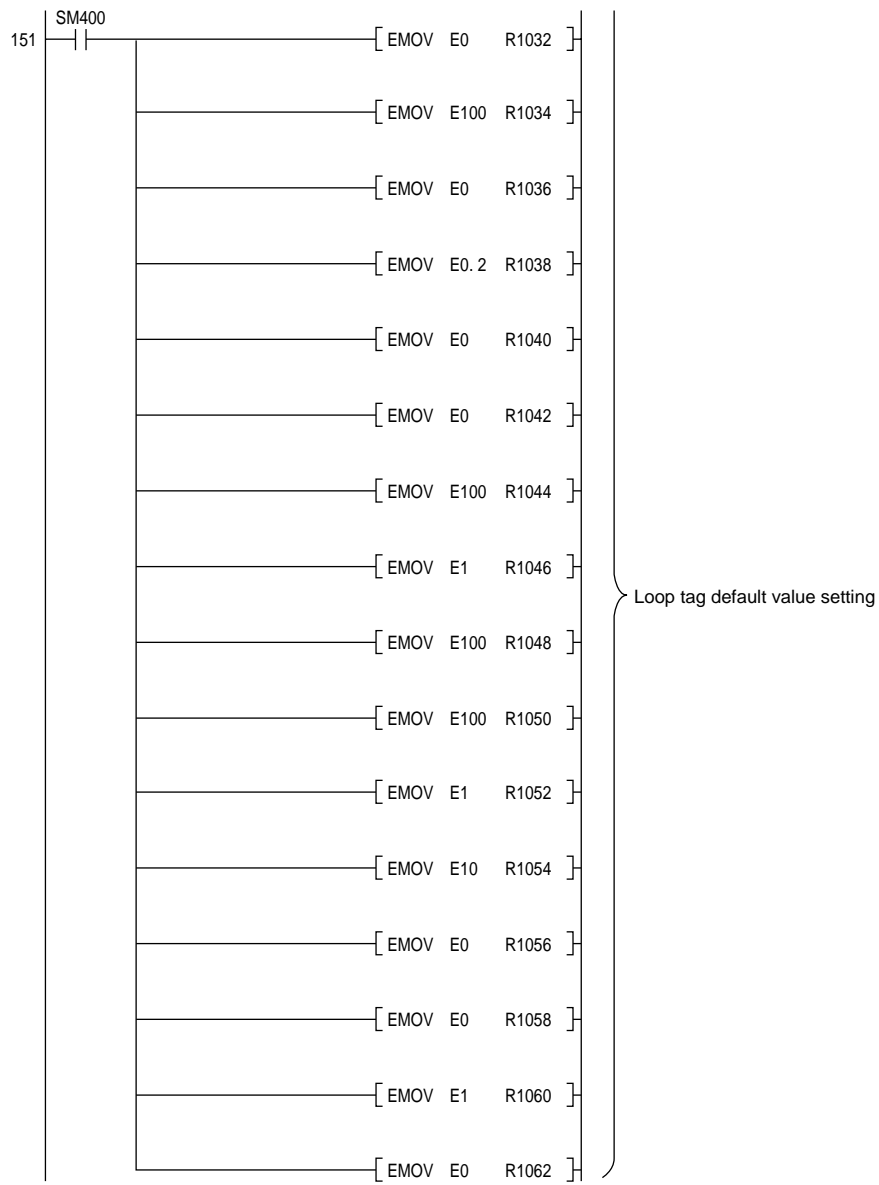 SM400
151 EMOV E0 R1032
EMOV E100 R1034
EMOV E0 R1036
EMOV E0. 2 R1038
EMOV E0 R1040
EMOV E0 R1042
EMOV E100 R1044
EMOV E1 R1046
Loop tag default value setting
EMOV E100 R1048
EMOV E100 R1050
EMOV E1 R1052
EMOV E10 R1054
EMOV E0 R1056
EMOV E0 R1058
EMOV E1 R1060
EMOV E0 R1062